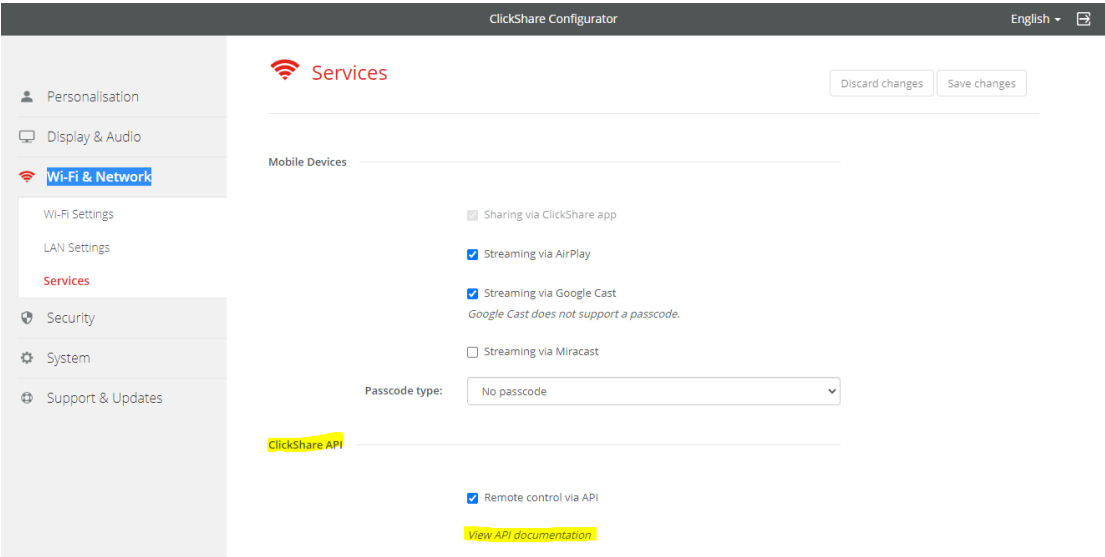 ClickShare Configurator
English
Services
Discard changes
Save changes
Personalisation
Display & Audio
Wi-Fi & Network
Wi-Fi Settings
LAN Settings
Services
Security
System
Support & Updates
Mobile Devices
Sharing via ClickShare app
Streaming via AirPlay
Streaming via Google Cast
Google Cast does not support a passcode.
Streaming via Miracast
Passcode type: No passcode
ClickShare API
Remote control via API
View API documentation